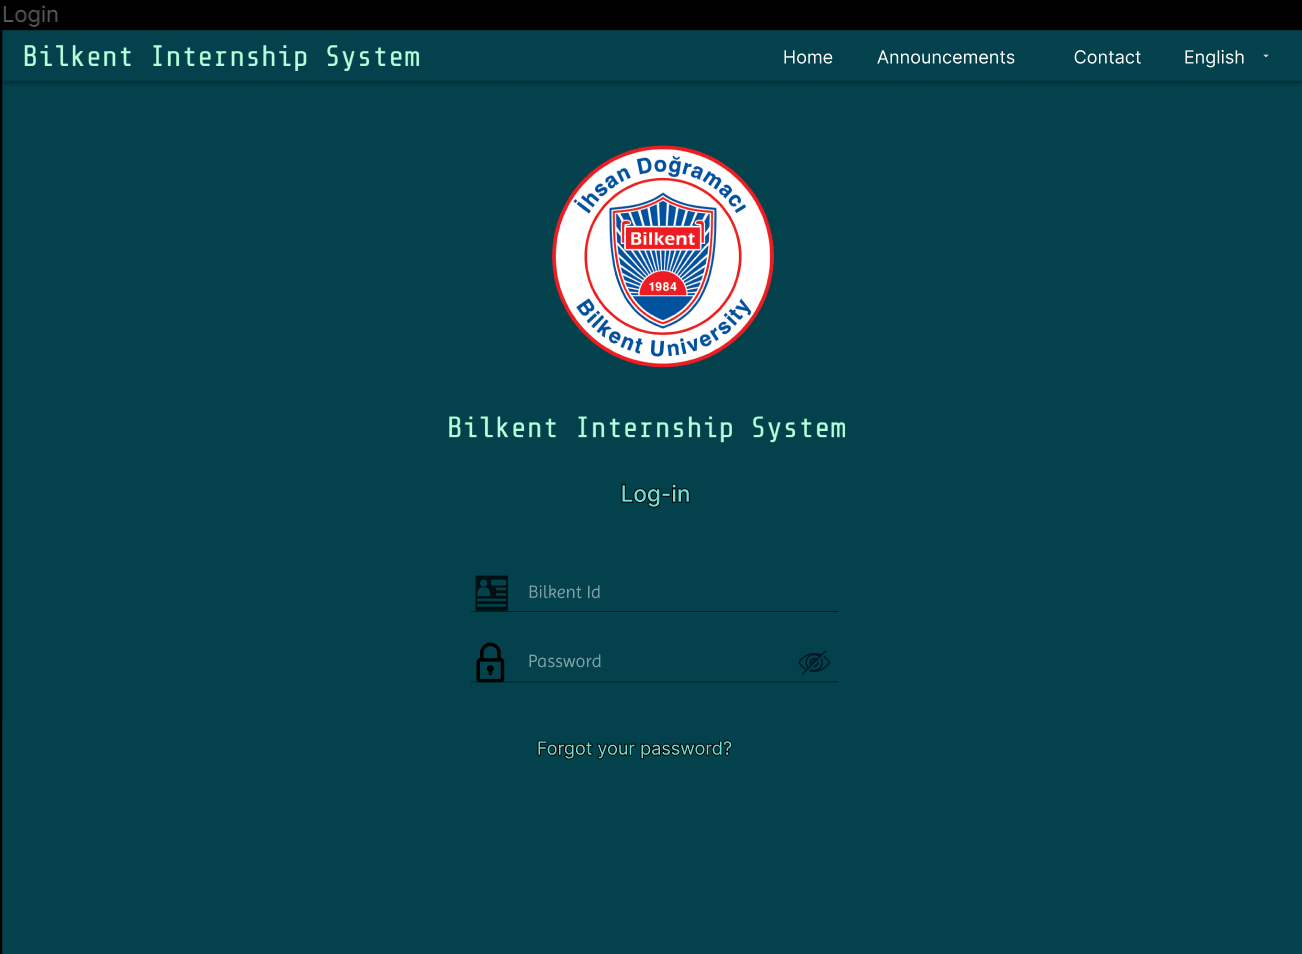 Login
Bilkent Internship System
Home
Announcements
Contact
English
İhsan Doğramacı
Bilkent
1984
Bilkent University
Bilkent Internship System
Log-in
Bilkent Id
Password
Forgot your password?